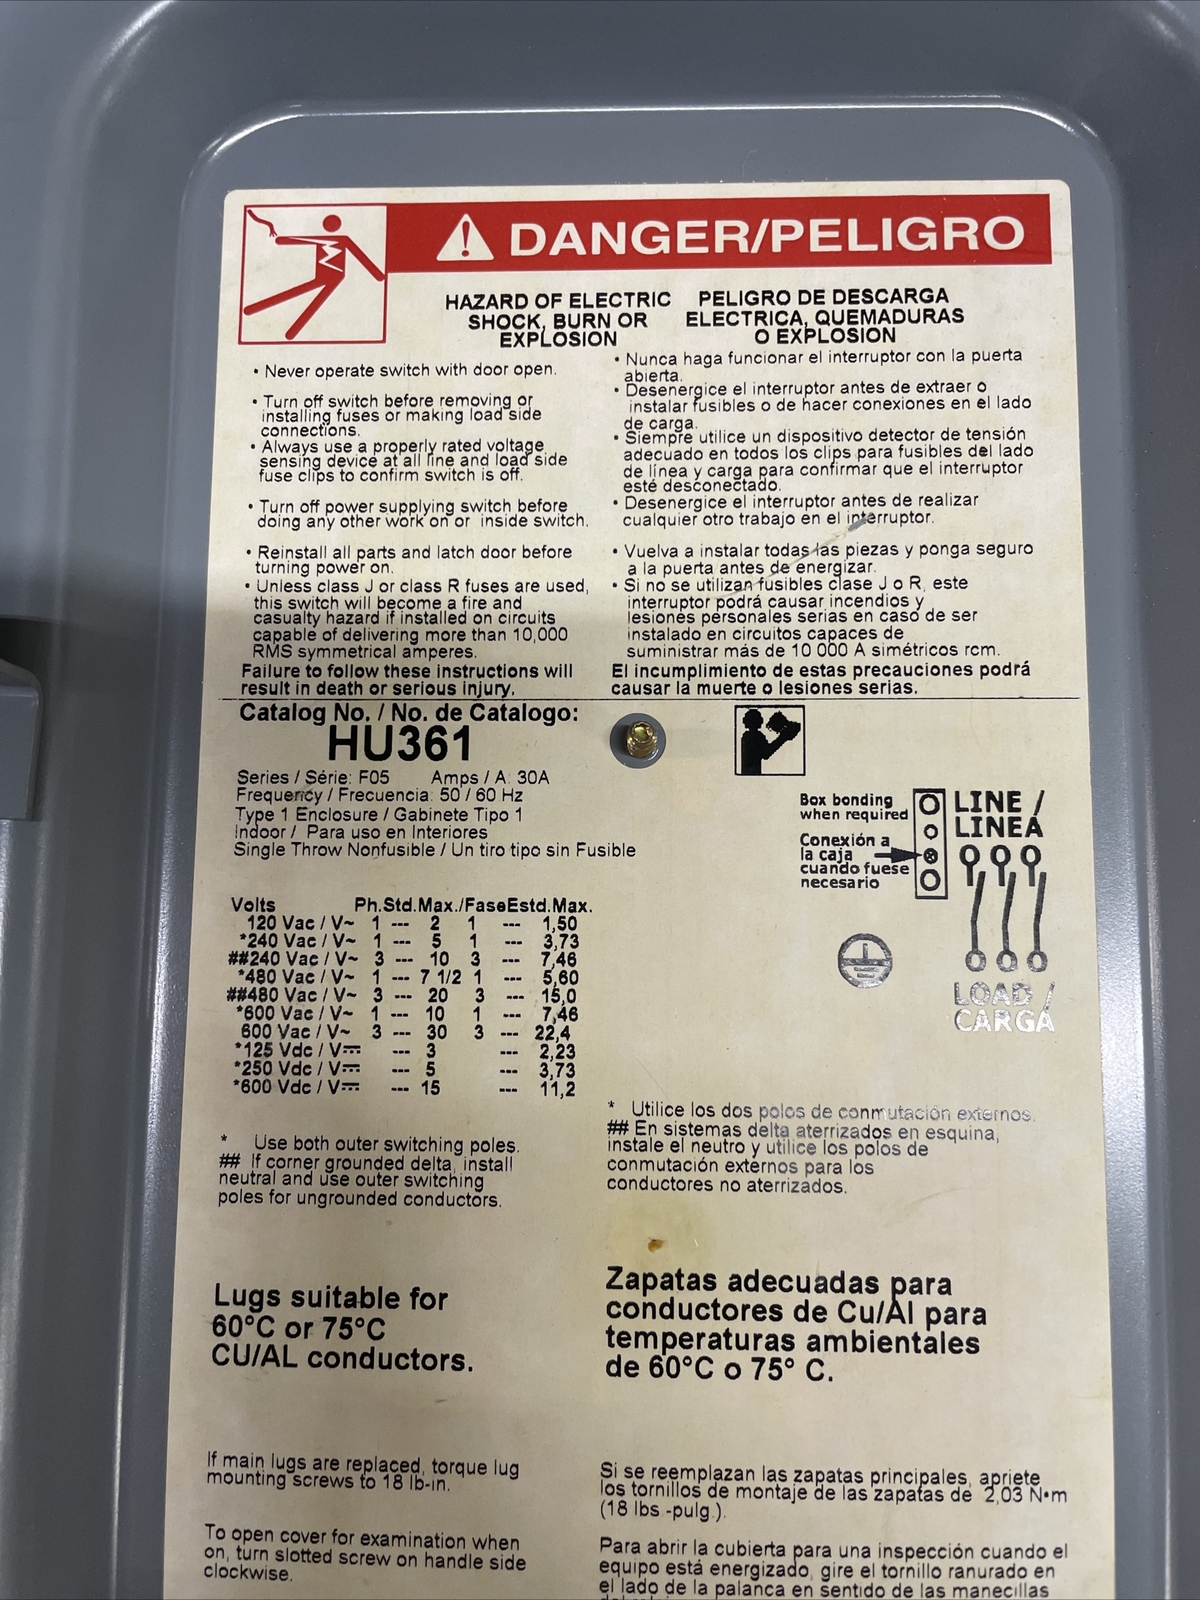 DANGER/PELIGRO
HAZARD OF ELECTRIC
SHOCK, BURN OR
EXPLOSION
• Never operate switch with door open.
• Turn off switch before removing or
installing fuses or making load side
connections.
• Always use a properly rated voltage
sensing device at all line and load side
fuse clips to confirm switch is off.
• Turn off power supplying switch before
doing any other work on or inside switch.
• Reinstall all parts and latch door before
turning power on.
• Unless class J or class R fuses are used,
this switch will become a fire and
casualty hazard if installed on circuits
capable of delivering more than 10,000
RMS symmetrical amperes.
Failure to follow these instructions will
result in death or serious injury.
PELIGRO DE DESCARGA
ELECTRICA, QUEMADURAS
O EXPLOSION
• Nunca haga funcionar el interruptor con la puerta
abierta.
• Desenergice el interruptor antes de extraer o
instalar fusibles o de hacer conexiones en el lado
de carga.
• Siempre utilice un dispositivo detector de tensión
adecuado en todos los clips para fusibles del lado
de línea y carga para confirmar que el interruptor
esté desconectado.
• Desenergice el interruptor antes de realizar
cualquier otro trabajo en el interruptor.
• Vuelva a instalar todas las piezas y ponga seguro
a la puerta antes de energizar.
• Si no se utilizan fusibles clase J o R, este
interruptor podrá causar incendios y
lesiones personales serias en caso de ser
instalado en circuitos capaces de
suministrar más de 10 000 A simétricos rcm.
El incumplimiento de estas precauciones podrá
causar la muerte o lesiones serias.
Catalog No. / No. de Catalogo:
HU361
Series / Série: F05 Amps / A: 30A
Frequency / Frecuencia: 50 / 60 Hz
Type 1 Enclosure / Gabinete Tipo 1
Indoor / Para uso en Interiores
Single Throw Nonfusible / Un tiro tipo sin Fusible
Box bonding
when required
Conexión a
la caja
cuando fuese
necesario
LINE /
LINEA
LOAD /
CARGA
Volts Ph.Std.Max./FaseEstd.Max.
120 Vac / V~ 1 --- 2 1 --- 1,50
*240 Vac / V~ 1 --- 5 1 --- 3,73
##240 Vac / V~ 3 --- 10 3 --- 7,46
*480 Vac / V~ 1 --- 7 1/2 1 --- 5,60
##480 Vac / V~ 3 --- 20 3 --- 15,0
*600 Vac / V~ 1 --- 10 1 --- 7,46
600 Vac / V~ 3 --- 30 3 --- 22,4
*125 Vdc / V⎓ --- 3 --- 2,23
*250 Vdc / V⎓ --- 5 --- 3,73
*600 Vdc / V⎓ --- 15 --- 11,2
* Use both outer switching poles.
## If corner grounded delta, install
neutral and use outer switching
poles for ungrounded conductors.
* Utilice los dos polos de conmutación externos.
## En sistemas delta aterrizados en esquina,
instale el neutro y utilice los polos de
conmutación externos para los
conductores no aterrizados.
Lugs suitable for
60°C or 75°C
CU/AL conductors.
Zapatas adecuadas para
conductores de Cu/Al para
temperaturas ambientales
de 60°C o 75° C.
If main lugs are replaced, torque lug
mounting screws to 18 lb-in.
Si se reemplazan las zapatas principales, apriete
los tornillos de montaje de las zapatas de 2,03 N•m
(18 lbs.-pulg.).
To open cover for examination when
on, turn slotted screw on handle side
clockwise.
Para abrir la cubierta para una inspección cuando el
equipo está energizado, gire el tornillo ranurado en
el lado de la palanca en sentido de las manecillas